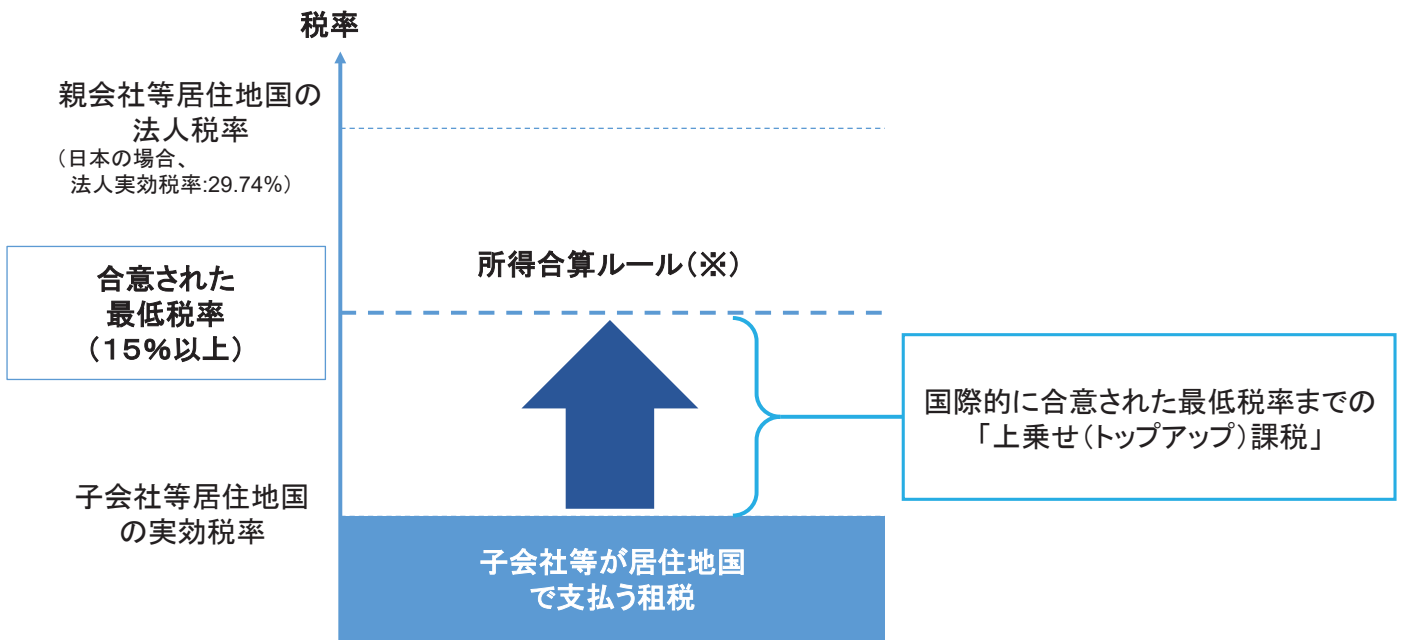 税率
親会社等居住地国の
法人税率
（日本の場合、
法人実効税率:29.74%）
合意された
最低税率
（１５％以上）
所得合算ルール（※）
国際的に合意された最低税率までの
「上乗せ（トップアップ）課税」
子会社等居住地国
の実効税率
子会社等が居住地国
で支払う租税